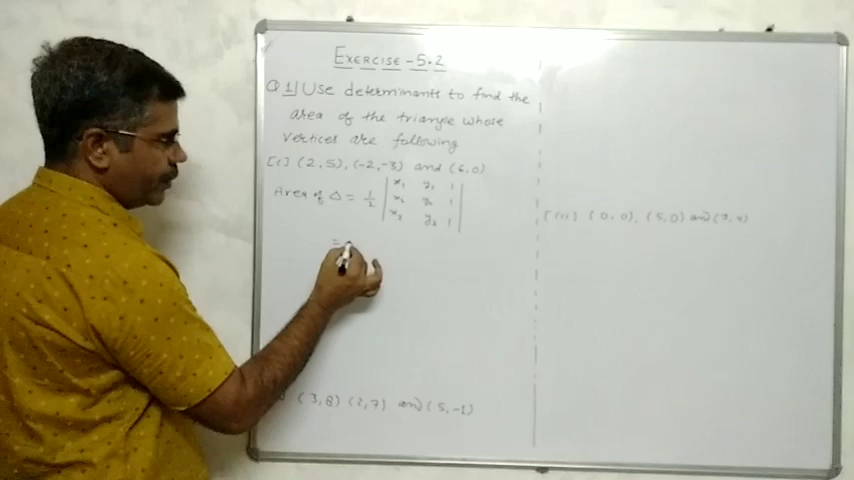 EXERCISE - 5.2
Q 1] Use determinants to find the
area of the triangle whose
vertices are following
[i] (2,5), (-2,-3) and (6,0)
Area of Δ = 1/2 | x₁ y₁ 1 |
| x₂ y₂ 1 |
| x₃ y₃ 1 |
=
(3,8) (2,7) and (5,-1)
[iii] (0,0), (5,0) and (3,4)